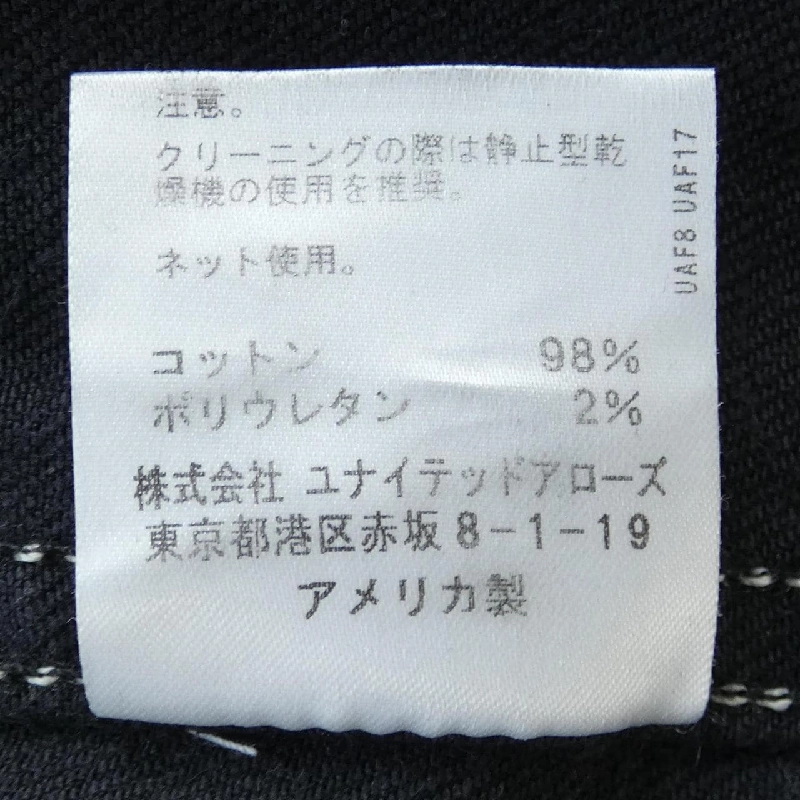 注意。
クリーニングの際は静止型乾
燥機の使用を推奨。
ネット使用。
コットン 98%
ポリウレタン 2%
株式会社 ユナイテッドアローズ
東京都港区赤坂8-1-19
アメリカ製
UAF8 UAF17